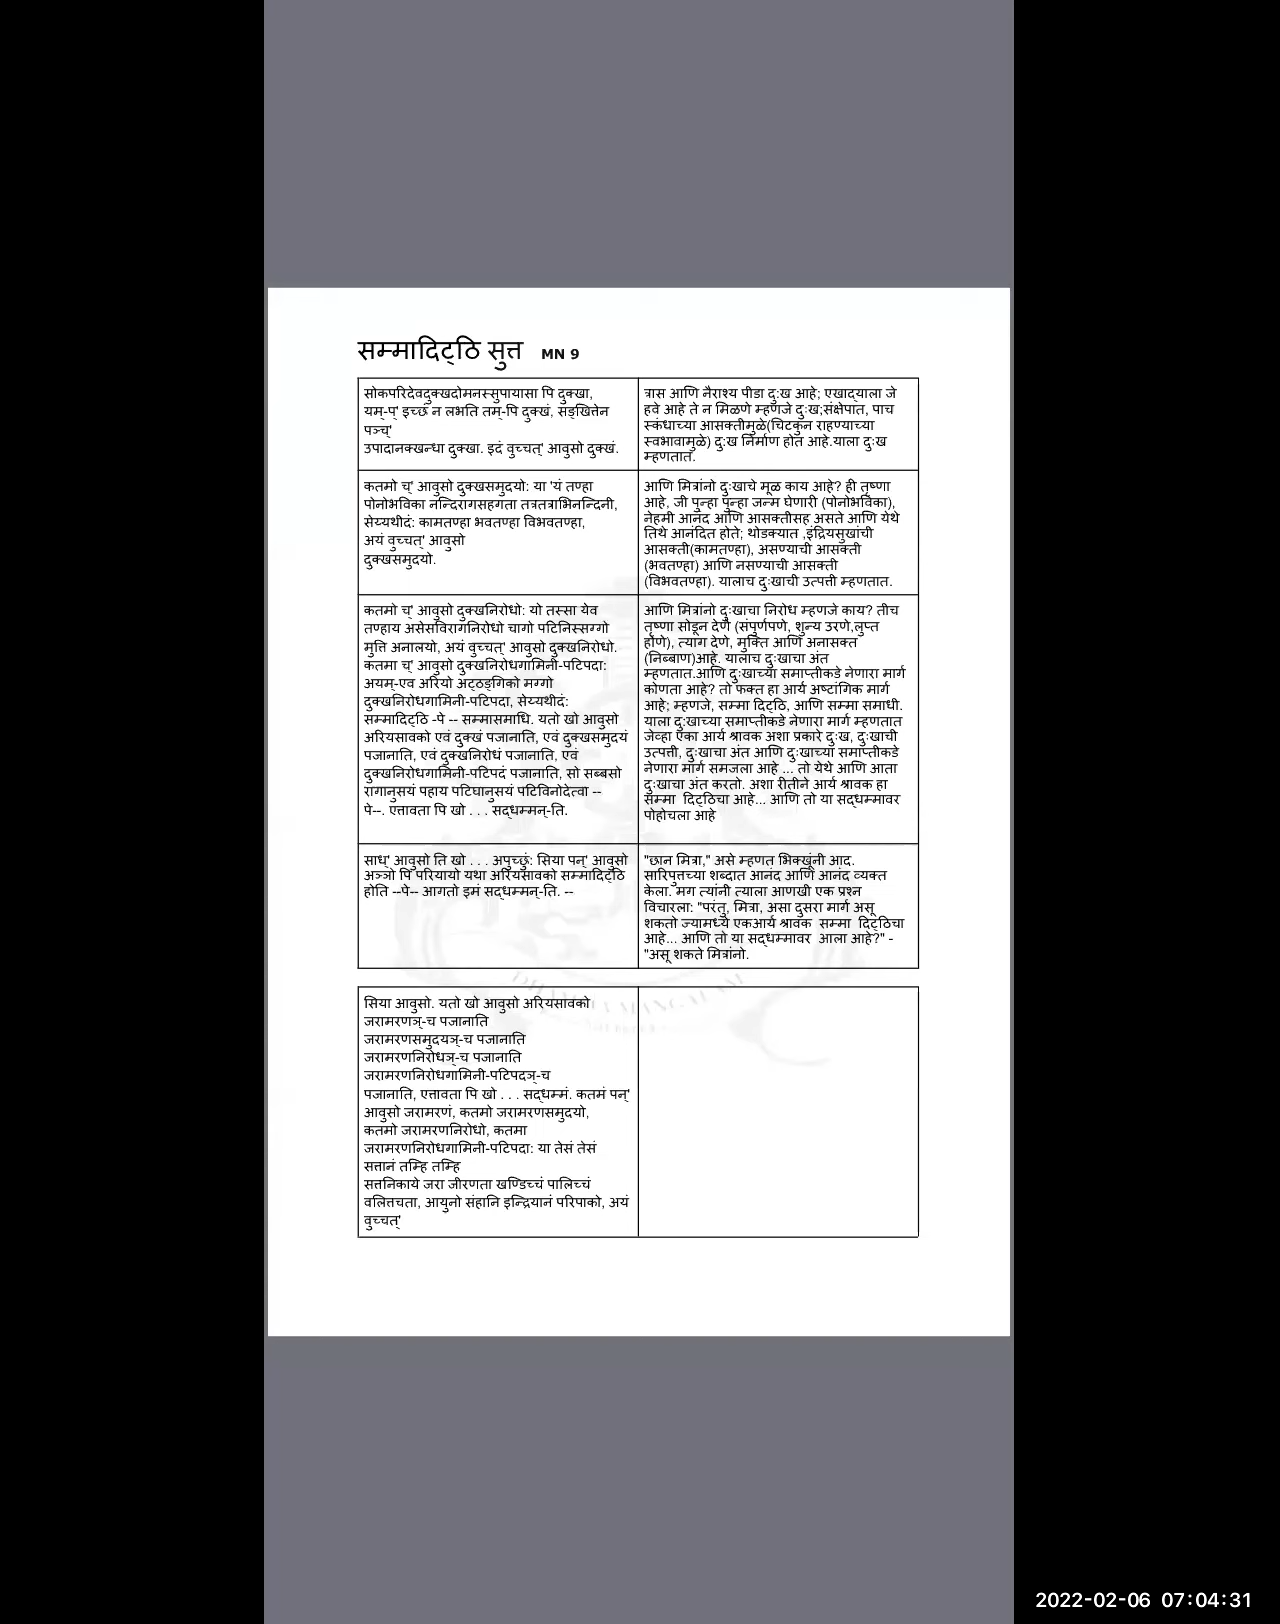 सम्मादिट्ठि सुत्त MN 9
सोकपरिदेवदुक्खदोमनस्सुपायासा पि दुक्खा,
यम्-प्' इच्छं न लभति तम्-पि दुक्खं, संङ्खित्तेन
पञ्च्'
उपादानक्खन्धा दुक्खा. इदं वुच्चत्' आवुसो दुक्खं.
त्रास आणि नैराश्य पीडा दुःख आहे; एखाद्याला जे
हवे आहे ते न मिळणे म्हणजे दुःख;संक्षेपात, पाच
स्कंधाच्या आसक्तीमुळे(चिटकुन राहण्याच्या
स्वभावामुळे) दुःख निर्माण होत आहे.याला दुःख
म्हणतात.
कतमो च्' आवुसो दुक्खसमुदयो: या 'यं तण्हा
पोनोभविका नन्दिरागसहगता तत्रतत्राभिनन्दिनी,
सेय्यथीदं: कामतण्हा भवतण्हा विभवतण्हा,
अयं वुच्चत्' आवुसो
दुक्खसमुदयो.
आणि मित्रांनो दुःखाचे मूळ काय आहे? ही तृष्णा
आहे, जी पुन्हा पुन्हा जन्म घेणारी (पोनोभविका),
नेहमी आनंद आणि आसक्तीसह असते आणि येथे
तिथे आनंदित होते; थोडक्यात ,इंद्रियसुखांची
आसक्ती(कामतण्हा), असण्याची आसक्ती
(भवतण्हा) आणि नसण्याची आसक्ती
(विभवतण्हा). यालाच दुःखाची उत्पत्ती म्हणतात.
कतमो च्' आवुसो दुक्खनिरोधो: यो तस्सा येव
तण्हाय असेसविरागनिरोधो चागो पटिनिस्सग्गो
मुत्ति अनालयो, अयं वुच्चत्' आवुसो दुक्खनिरोधो.
कतमा च्' आवुसो दुक्खनिरोधगामिनी-पटिपदा:
अयम्-एव अरियो अट्ठङ्गिको मग्गो
दुक्खनिरोधगामिनी-पटिपदा, सेय्यथीदं:
सम्मादिट्ठि -पे -- सम्मासमाधि. यतो खो आवुसो
अरियसावको एवं दुक्खं पजानाति, एवं दुक्खसमुदयं
पजानाति, एवं दुक्खनिरोधं पजानाति, एवं
दुक्खनिरोधगामिनी-पटिपदं पजानाति, सो सब्बसो
रागानुसयं पहाय पटिघानुसयं पटिविनोदेत्वा --
पे--. एत्तावता पि खो . . . सद्धम्मन्-ति.
आणि मित्रांनो दुःखाचा निरोध म्हणजे काय? तीच
तृष्णा सोडून देणे (संपुर्णपणे, शुन्य उरणे,लुप्त
होणे), त्याग देणे, मुक्ति आणि अनासक्त
(निब्बाण)आहे. यालाच दुःखाचा अंत
म्हणतात.आणि दुःखाच्या समाप्तीकडे नेणारा मार्ग
कोणता आहे? तो फक्त हा आर्य अष्टांगिक मार्ग
आहे; म्हणजे, सम्मा दिट्ठि, आणि सम्मा समाधी.
याला दुःखाच्या समाप्तीकडे नेणारा मार्ग म्हणतात
जेव्हा एका आर्य श्रावक अशा प्रकारे दुःख, दुःखाची
उत्पत्ती, दुःखाचा अंत आणि दुःखाच्या समाप्तीकडे
नेणारा मार्ग समजला आहे ... तो येथे आणि आता
दुःखाचा अंत करतो. अशा रीतीने आर्य श्रावक हा
सम्मा दिट्ठिचा आहे... आणि तो या सद्धम्मावर
पोहोचला आहे
साध्' आवुसो ति खो . . . अपुच्छुं: सिया पन्' आवुसो
अञ्ञो पि परियायो यथा अरियसावको सम्मादिट्ठि
होति --पे-- आगतो इमं सद्धम्मन्-ति. --
"छान मित्रा," असे म्हणत भिक्खूंनी आद.
सारिपुत्तच्या शब्दात आनंद आणि आनंद व्यक्त
केला. मग त्यांनी त्याला आणखी एक प्रश्न
विचारला: "परंतु, मित्रा, असा दुसरा मार्ग असू
शकतो ज्यामध्ये एकआर्य श्रावक सम्मा दिट्ठिचा
आहे... आणि तो या सद्धम्मावर आला आहे?" -
"असू शकते मित्रांनो.
DHAMMA MANGALAM
सिया आवुसो. यतो खो आवुसो अरियसावको
जरामरणञ्-च पजानाति
जरामरणसमुदयञ्-च पजानाति
जरामरणनिरोधञ्-च पजानाति
जरामरणनिरोधगामिनी-पटिपदञ्-च
पजानाति, एत्तावता पि खो . . . सद्धम्मं. कतमं पन्'
आवुसो जरामरणं, कतमो जरामरणसमुदयो,
कतमो जरामरणनिरोधो, कतमा
जरामरणनिरोधगामिनी-पटिपदा: या तेसं तेसं
सत्तानं तम्हि तम्हि
सत्तनिकाये जरा जीरणता खण्डिच्चं पालिच्चं
वलित्तचता, आयुनो संहानि इन्द्रियानं परिपाको, अयं
वुच्चत्'
2022-02-06 07:04:31